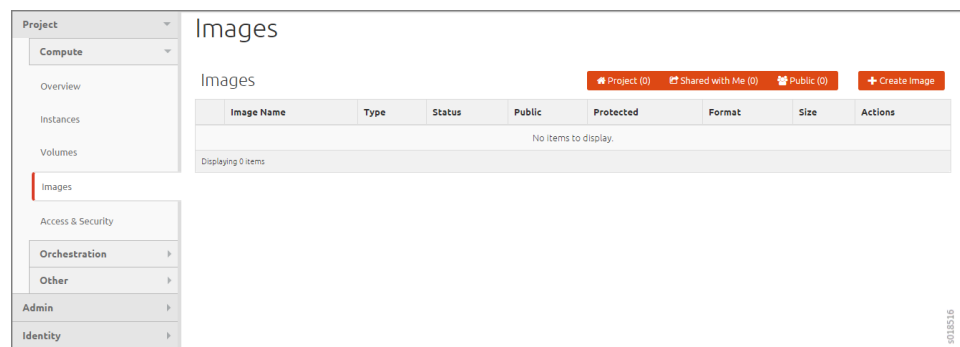 Project
Compute
Overview
Instances
Volumes
Images
Access & Security
Orchestration
Other
Admin
Identity
Images
Images
Project (0) Shared with Me (0) Public (0) Create Image
Image Name Type Status Public Protected Format Size Actions
No items to display.
Displaying 0 items
s018516